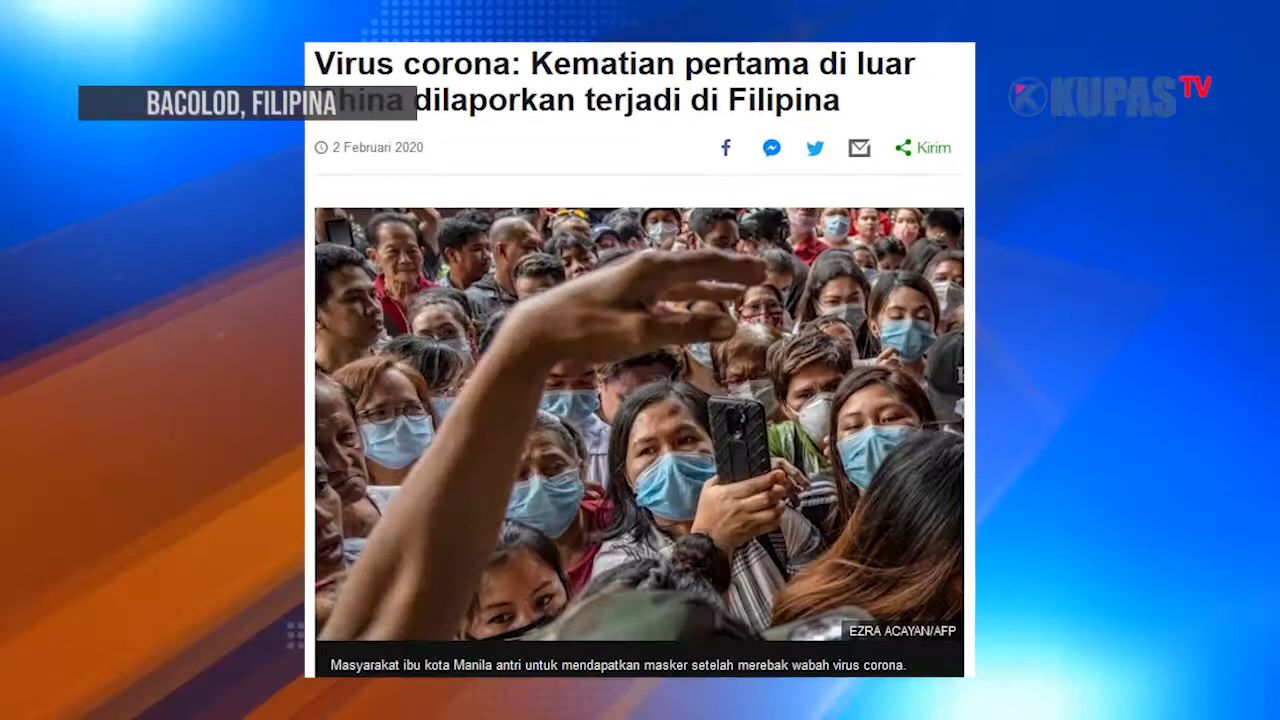 Virus corona: Kematian pertama di luar
China dilaporkan terjadi di Filipina
BACOLOD, FILIPINA
KUPAS TV
2 Februari 2020
Kirim
EZRA ACAYAN/AFP
Masyarakat ibu kota Manila antri untuk mendapatkan masker setelah merebak wabah virus corona.